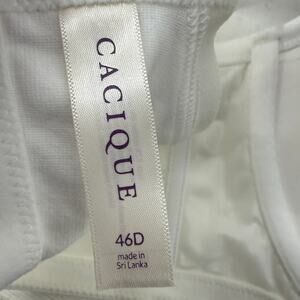 CACIQUE
46D
made in
Sri Lanka